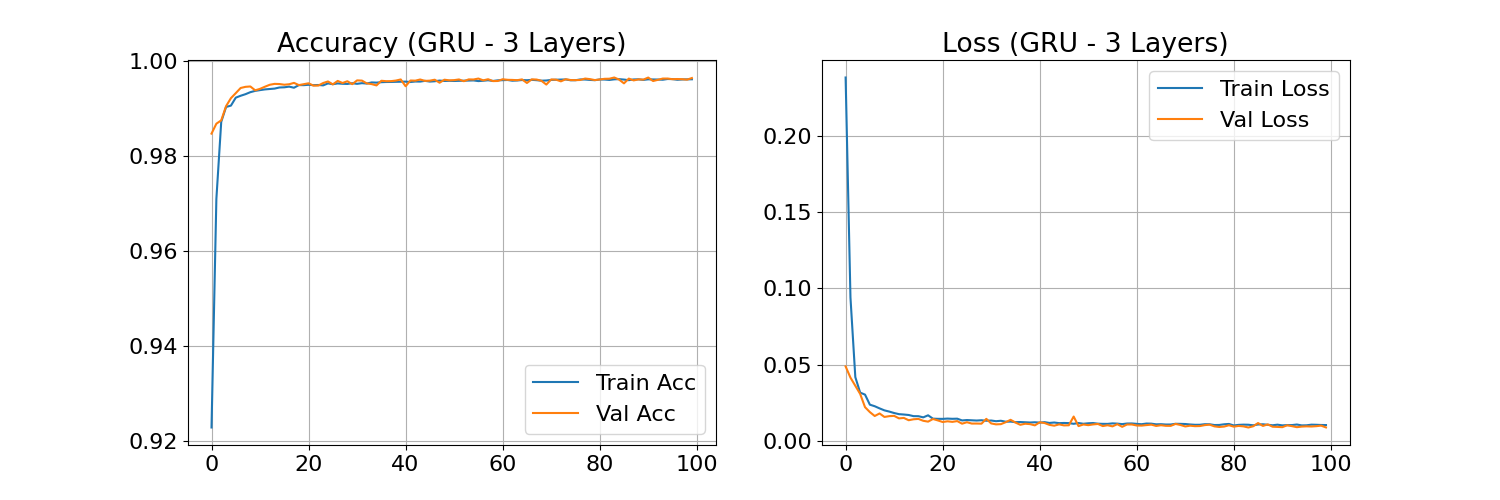 Accuracy (GRU - 3 Layers)
1.00
0.98
0.96
0.94
0.92
0 20 40 60 80 100
Train Acc
Val Acc
Loss (GRU - 3 Layers)
0.20
0.15
0.10
0.05
0.00
0 20 40 60 80 100
Train Loss
Val Loss